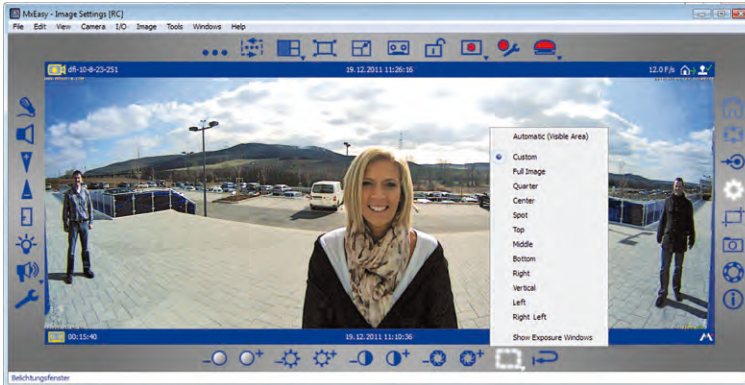 MxEasy - Image Settings [RC]
File Edit View Camera I/O Image Tools Windows Help
dfi-10-8-23-251 19.12.2011 11:26:16 12.0 F/s
Automatic (Visible Area)
Custom
Full Image
Quarter
Center
Spot
Top
Middle
Bottom
Right
Vertical
Left
Right Left
Show Exposure Windows
00:15:40 19.12.2011 11:10:36
Belichtungsfenster